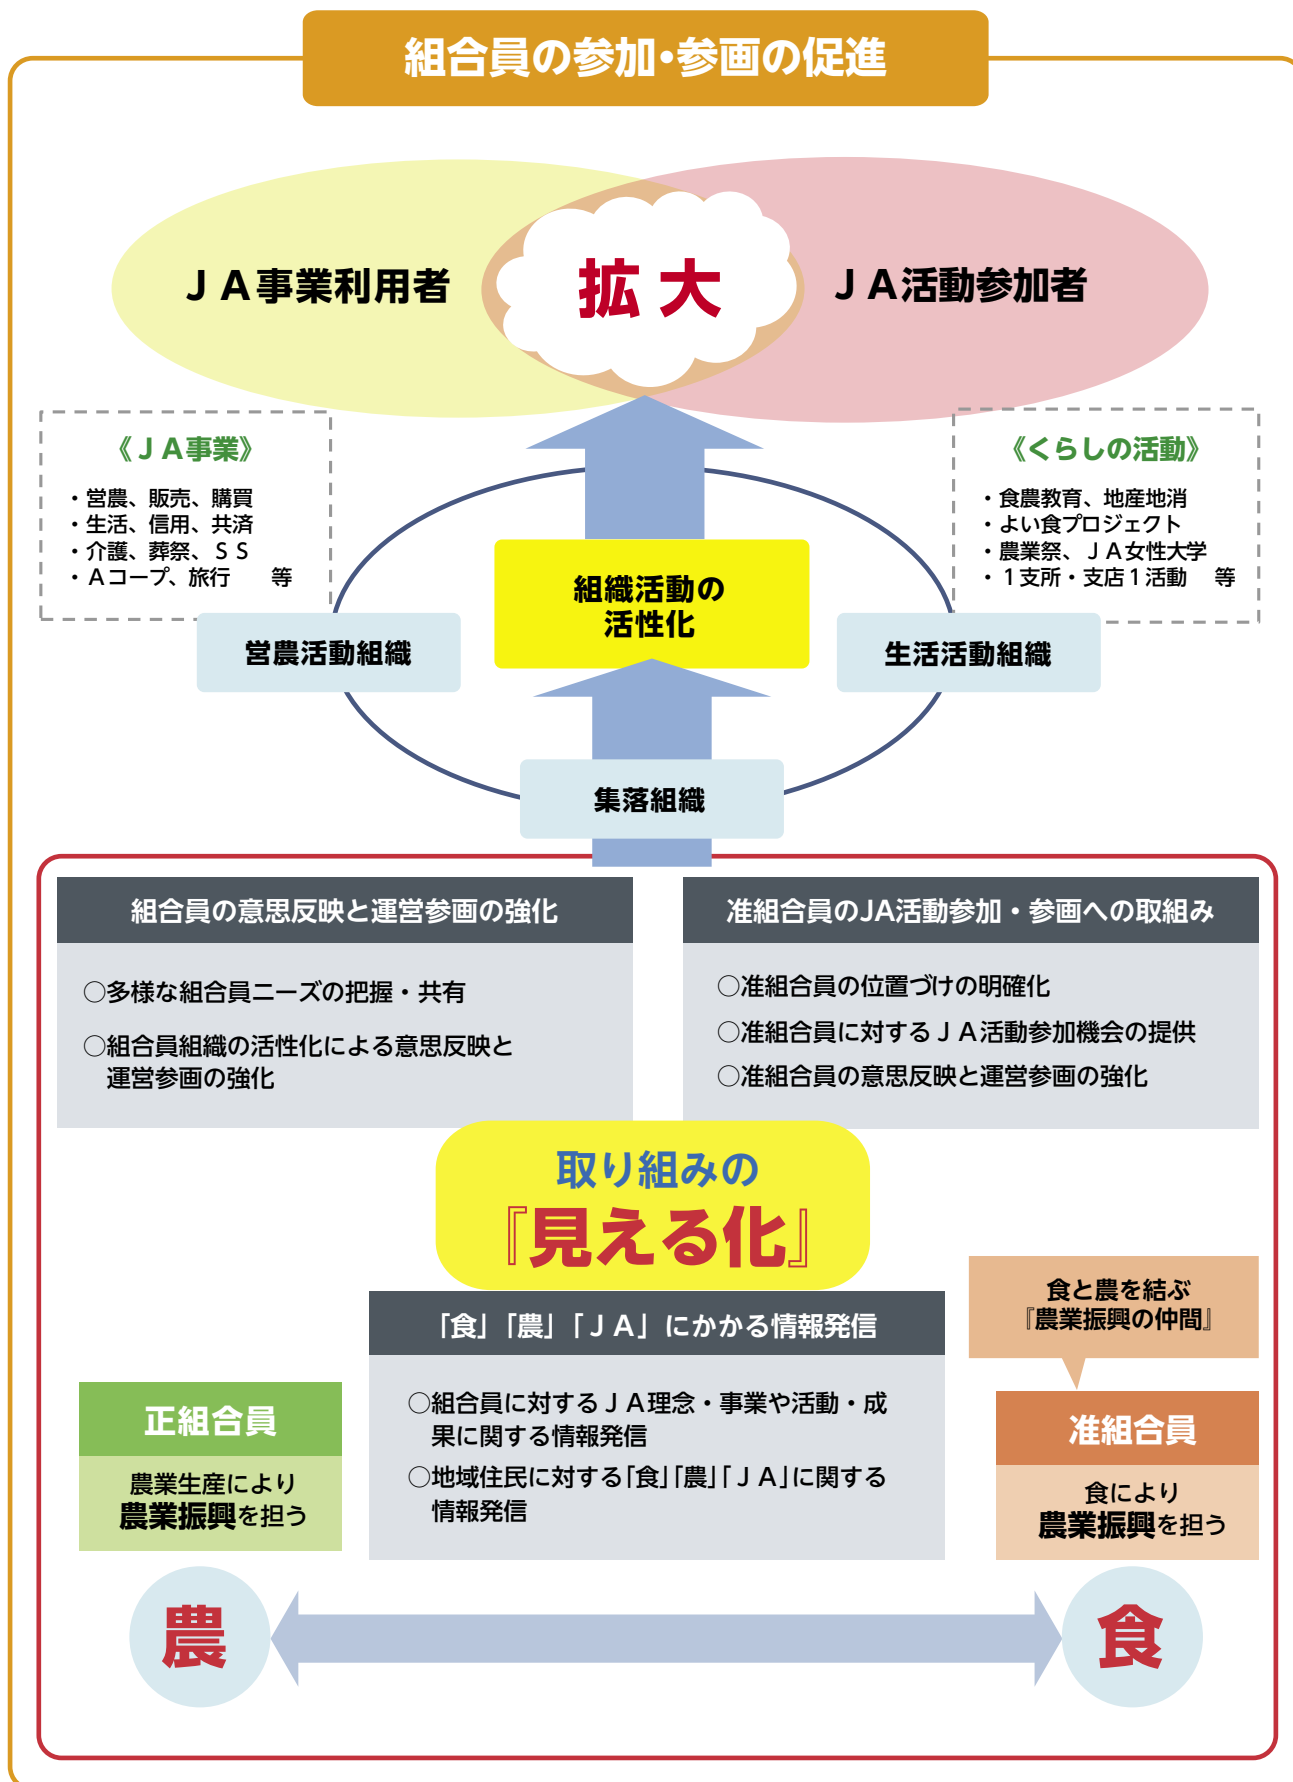 組合員の参加・参画の促進
ＪＡ事業利用者
拡大
ＪＡ活動参加者
《ＪＡ事業》
・営農、販売、購買
・生活、信用、共済
・介護、葬祭、ＳＳ
・Ａコープ、旅行　等
《くらしの活動》
・食農教育、地産地消
・よい食プロジェクト
・農業祭、ＪＡ女性大学
・１支所・支店１活動　等
組織活動の
活性化
営農活動組織
生活活動組織
集落組織
組合員の意思反映と運営参画の強化
○多様な組合員ニーズの把握・共有
○組合員組織の活性化による意思反映と
運営参画の強化
准組合員のJA活動参加・参画への取組み
○准組合員の位置づけの明確化
○准組合員に対するＪＡ活動参加機会の提供
○准組合員の意思反映と運営参画の強化
取り組みの
『見える化』
「食」「農」「ＪＡ」にかかる情報発信
○組合員に対するＪＡ理念・事業や活動・成
果に関する情報発信
○地域住民に対する「食」「農」「ＪＡ」に関する
情報発信
正組合員
農業生産により
農業振興を担う
食と農を結ぶ
『農業振興の仲間』
准組合員
食により
農業振興を担う
農
食